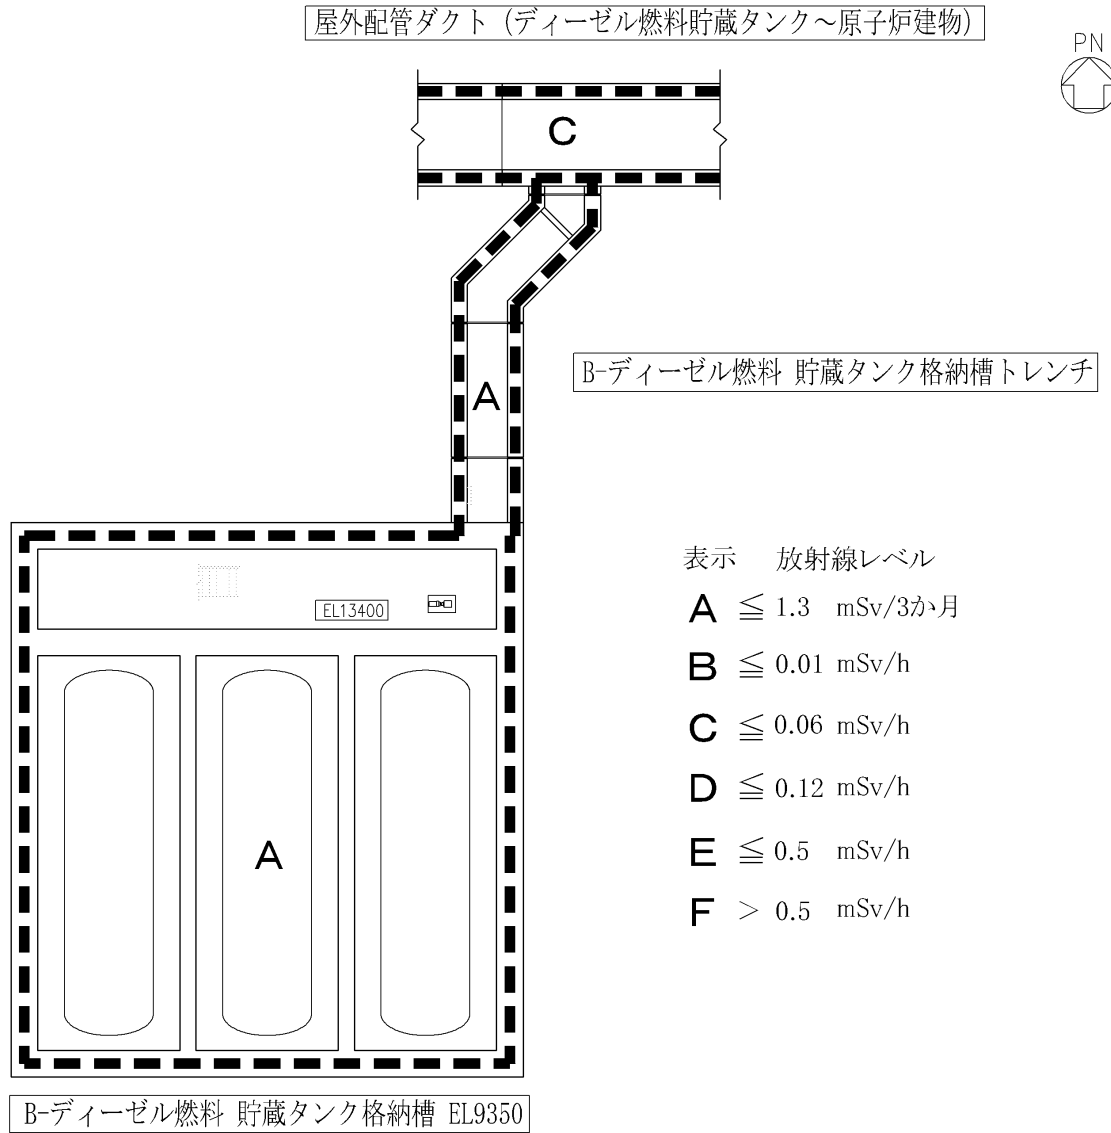 屋外配管ダクト（ディーゼル燃料貯蔵タンク～原子炉建物）
PN
C
B-ディーゼル燃料 貯蔵タンク格納槽トレンチ
A
表示 放射線レベル
A ≦ 1.3 mSv/3か月
B ≦ 0.01 mSv/h
C ≦ 0.06 mSv/h
D ≦ 0.12 mSv/h
E ≦ 0.5 mSv/h
F > 0.5 mSv/h
EL13400
A
B-ディーゼル燃料 貯蔵タンク格納槽 EL9350